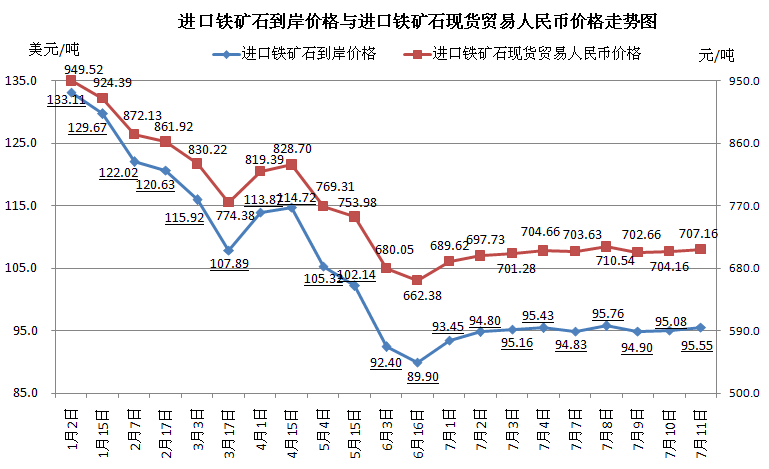 进口铁矿石到岸价格与进口铁矿石现货贸易人民币价格走势图
美元/吨 进口铁矿石到岸价格 进口铁矿石现货贸易人民币价格 元/吨
135.0
125.0
115.0
105.0
95.0
85.0
950.0
860.0
770.0
680.0
590.0
500.0
949.52
924.39
872.13
861.92
830.22
774.38
819.39
828.70
769.31
753.98
680.05
662.38
689.62
697.73
701.28
704.66
703.63
710.54
702.66
704.16
707.16
133.11
129.67
122.02
120.63
115.92
107.89
113.87
114.72
105.32
102.14
92.40
89.90
93.45
94.80
95.16
95.43
94.83
95.76
94.90
95.08
95.55
1月2日
1月15日
2月7日
2月17日
3月3日
3月17日
4月1日
4月15日
5月4日
5月15日
6月3日
6月16日
7月1日
7月2日
7月3日
7月4日
7月7日
7月8日
7月9日
7月10日
7月11日